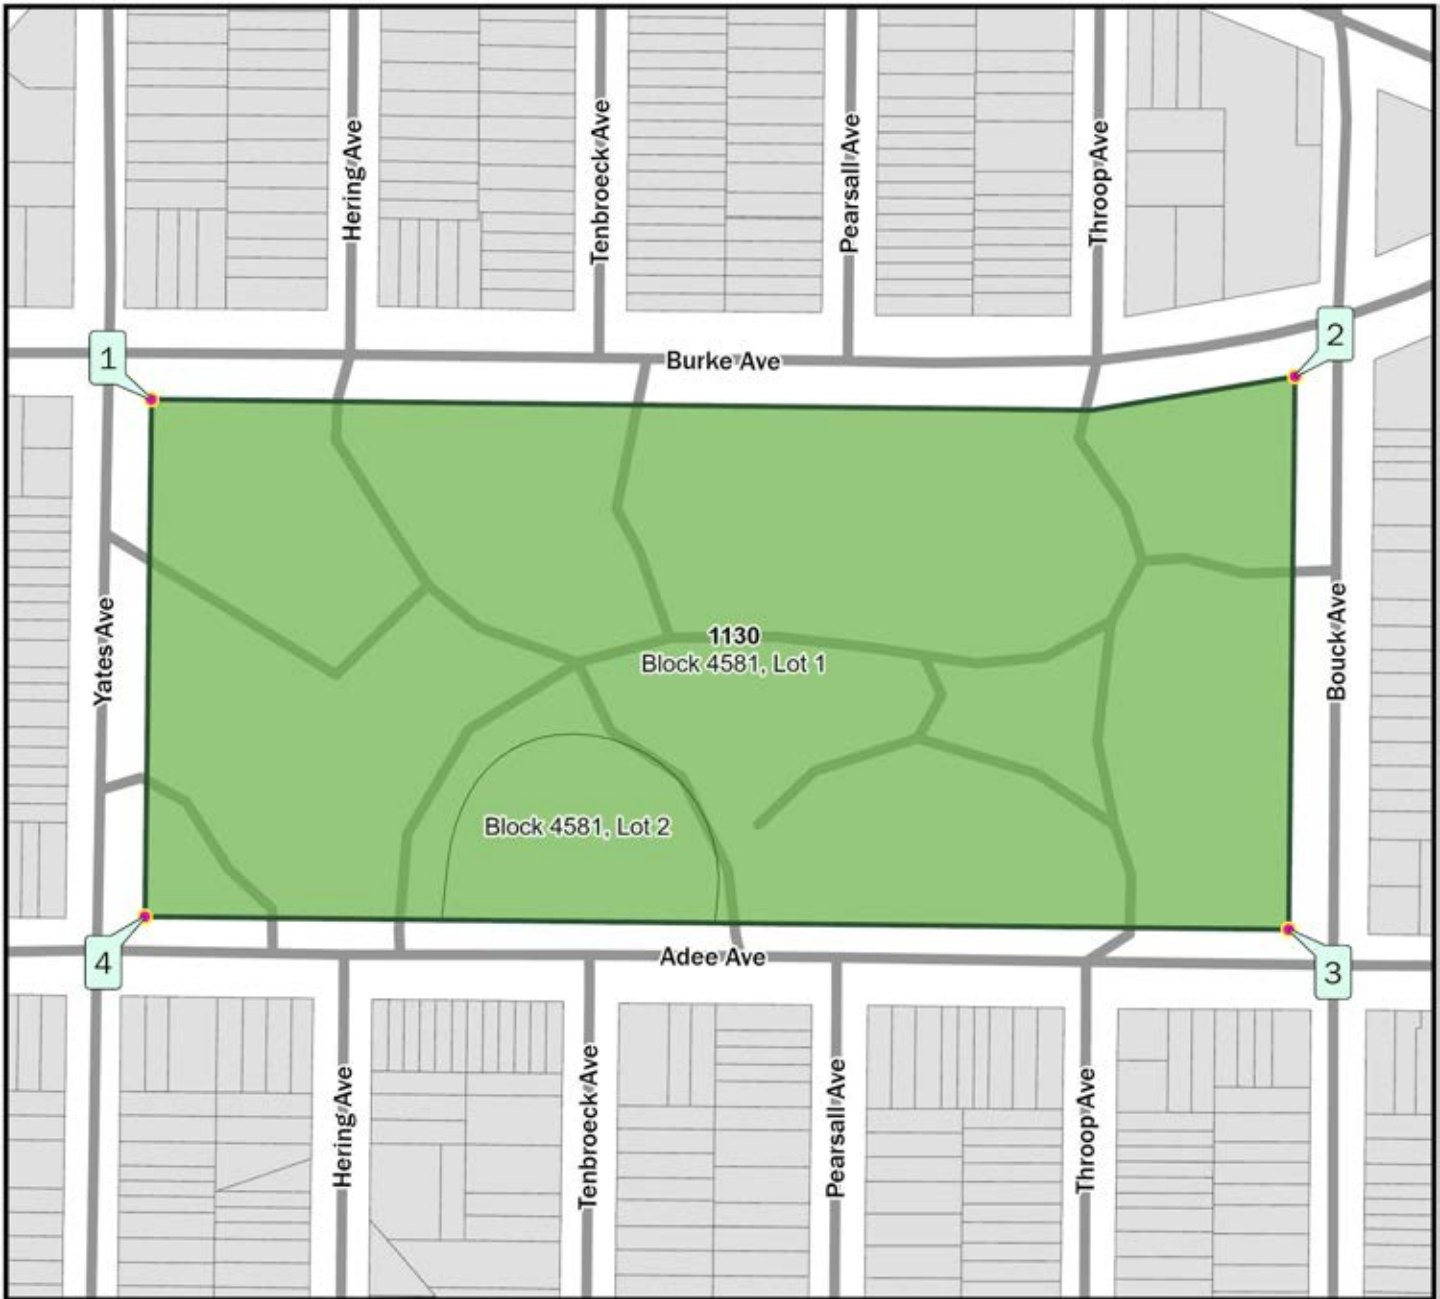 Hering Ave
Tenbroeck Ave
Pearsall Ave
Throop Ave
1
2
Burke Ave
Yates Ave
1130
Block 4581, Lot 1
Bouck Ave
Block 4581, Lot 2
4
Adee Ave
3
Hering Ave
Tenbroeck Ave
Pearsall Ave
Throop Ave